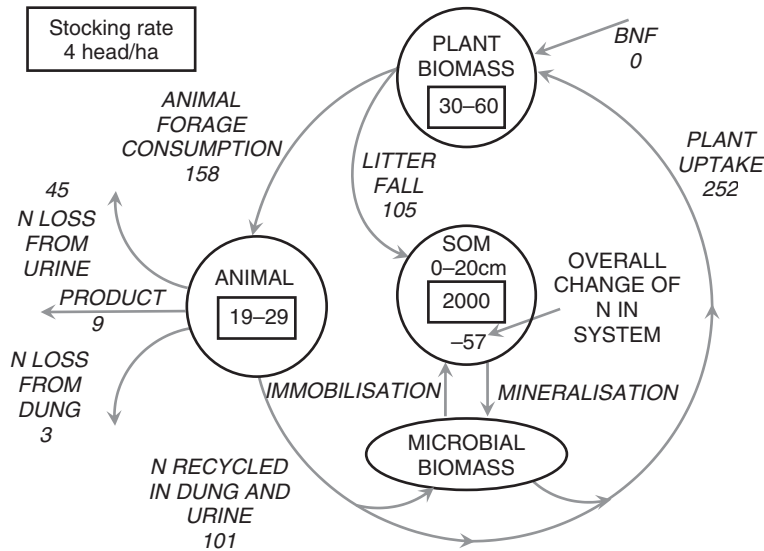 Stocking rate
4 head/ha
PLANT
BIOMASS
30–60
BNF
0
ANIMAL
FORAGE
CONSUMPTION
158
LITTER
FALL
105
PLANT
UPTAKE
252
45
N LOSS
FROM
URINE
PRODUCT
9
N LOSS
FROM
DUNG
3
ANIMAL
19–29
SOM
0–20cm
2000
–57
OVERALL
CHANGE OF
N IN
SYSTEM
IMMOBILISATION
MINERALISATION
MICROBIAL
BIOMASS
N RECYCLED
IN DUNG AND
URINE
101